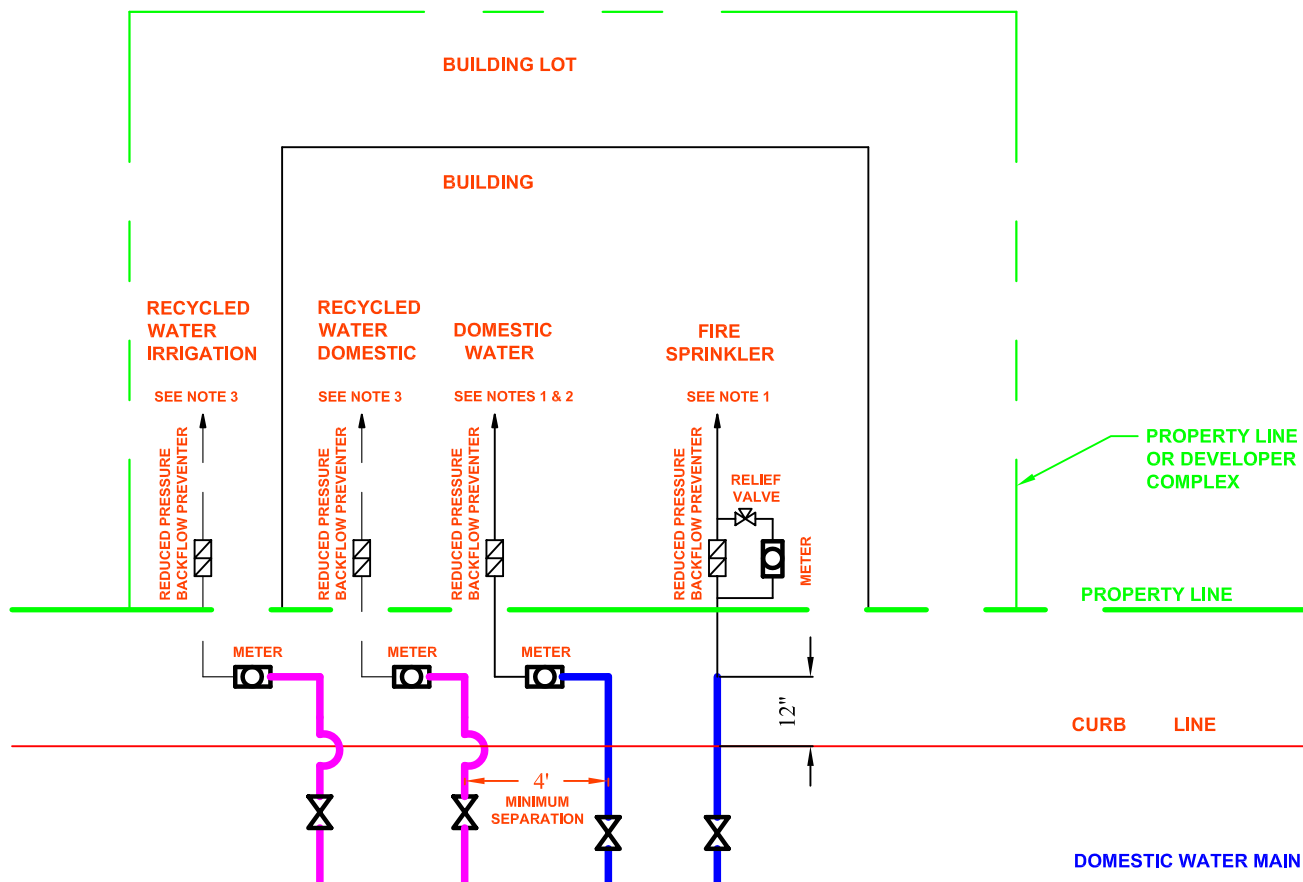 BUILDING LOT
BUILDING
RECYCLED
WATER
IRRIGATION
SEE NOTE 3
RECYCLED
WATER
DOMESTIC
SEE NOTE 3
DOMESTIC
WATER
SEE NOTES 1 & 2
FIRE
SPRINKLER
SEE NOTE 1
REDUCED PRESSURE
BACKFLOW PREVENTER
REDUCED PRESSURE
BACKFLOW PREVENTER
REDUCED PRESSURE
BACKFLOW PREVENTER
REDUCED PRESSURE
BACKFLOW PREVENTER
RELIEF
VALVE
METER
PROPERTY LINE
OR DEVELOPER
COMPLEX
PROPERTY LINE
METER
METER
METER
12"
CURB LINE
4'
MINIMUM
SEPARATION
DOMESTIC WATER MAIN